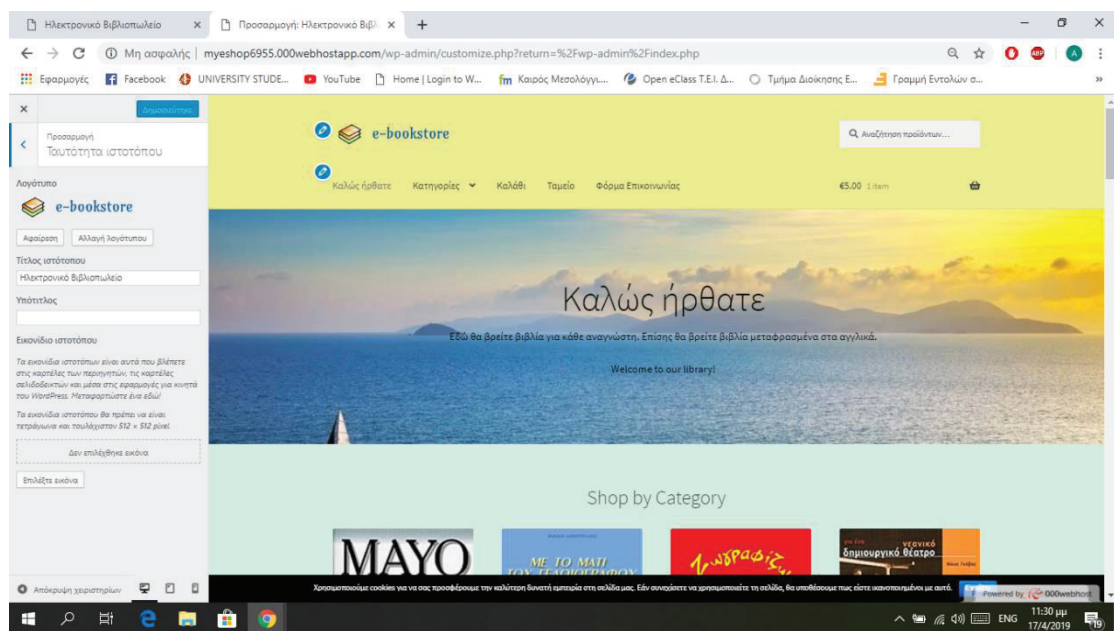 Ηλεκτρονικό Βιβλιοπωλείο
Προσαρμογή: Ηλεκτρονικό Βιβλ
Μη ασφαλής | myeshop6955.000webhostapp.com/wp-admin/customize.php?return=%2Fwp-admin%2Findex.php
Εφαρμογές Facebook UNIVERSITY STUDE... YouTube Home | Login to W... Καιρός Μεσολόγγι,... Open eClass Τ.Ε.Ι. Δ... Τμήμα Διοίκησης Ε... Γραμμή Εντολών σ...
Δημοσιεύτηκε
Προσαρμογή
Ταυτότητα ιστοτόπου
Λογότυπο
e-bookstore
Αφαίρεση Αλλαγή λογότυπου
Τίτλος ιστότοπου
Ηλεκτρονικό Βιβλιοπωλείο
Υπότιτλος
Εικονίδιο ιστοτόπου
Τα εικονίδια ιστοτόπων είναι αυτά που βλέπετε
στις καρτέλες των περιηγητών, τις καρτέλες
σελιδοδεικτών και μέσα στις εφαρμογές για κινητά
του WordPress. Μεταφορτώστε ένα εδώ!
Τα εικονίδια ιστοτόπου θα πρέπει να είναι
τετράγωνα και τουλάχιστον 512 × 512 pixel.
Δεν επιλέχθηκε εικόνα
Επιλέξτε εικόνα
Απόκρυψη χειριστηρίων
e-bookstore
Αναζήτηση προϊόντων...
Καλώς ήρθατε Κατηγορίες Καλάθι Ταμείο Φόρμα Επικοινωνίας €5.00 1 item
Καλώς ήρθατε
Εδώ θα βρείτε βιβλία για κάθε αναγνώστη. Επίσης θα βρείτε βιβλία μεταφρασμένα στα αγγλικά.
Welcome to our library!
Shop by Category
MAYO
ΜΕ ΤΟ ΜΑΤΙ
ΤΟΥ ΓΕΛΟΙΟΓΡΑΦΟΥ
για ένα νεανικό
δημιουργικό θέατρο
Χρησιμοποιούμε cookies για να σας προσφέρουμε την καλύτερη δυνατή εμπειρία στη σελίδα μας. Εάν συνεχίσετε να χρησιμοποιείτε τη σελίδα, θα υποθέσουμε πως είστε ικανοποιημένοι με αυτό.
Powered by 000webhost
ENG
11:30 μμ
17/4/2019
19